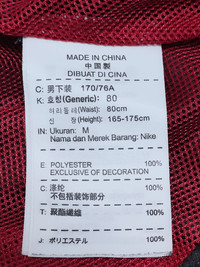 MADE IN CHINA
中国製
DIBUAT DI CINA
C: 男下装 170/76A
K: 호칭(Generic): 80
허리둘레(Waist): 80cm
신 장(Height): 165-175cm
IN: Ukuran: M
Nama dan Merek Barang: Nike
E: POLYESTER 100%
EXCLUSIVE OF DECORATION
C: 涤纶 100%
不包括装饰部分
T: 聚酯纖維 100%
J: ポリエステル 100%